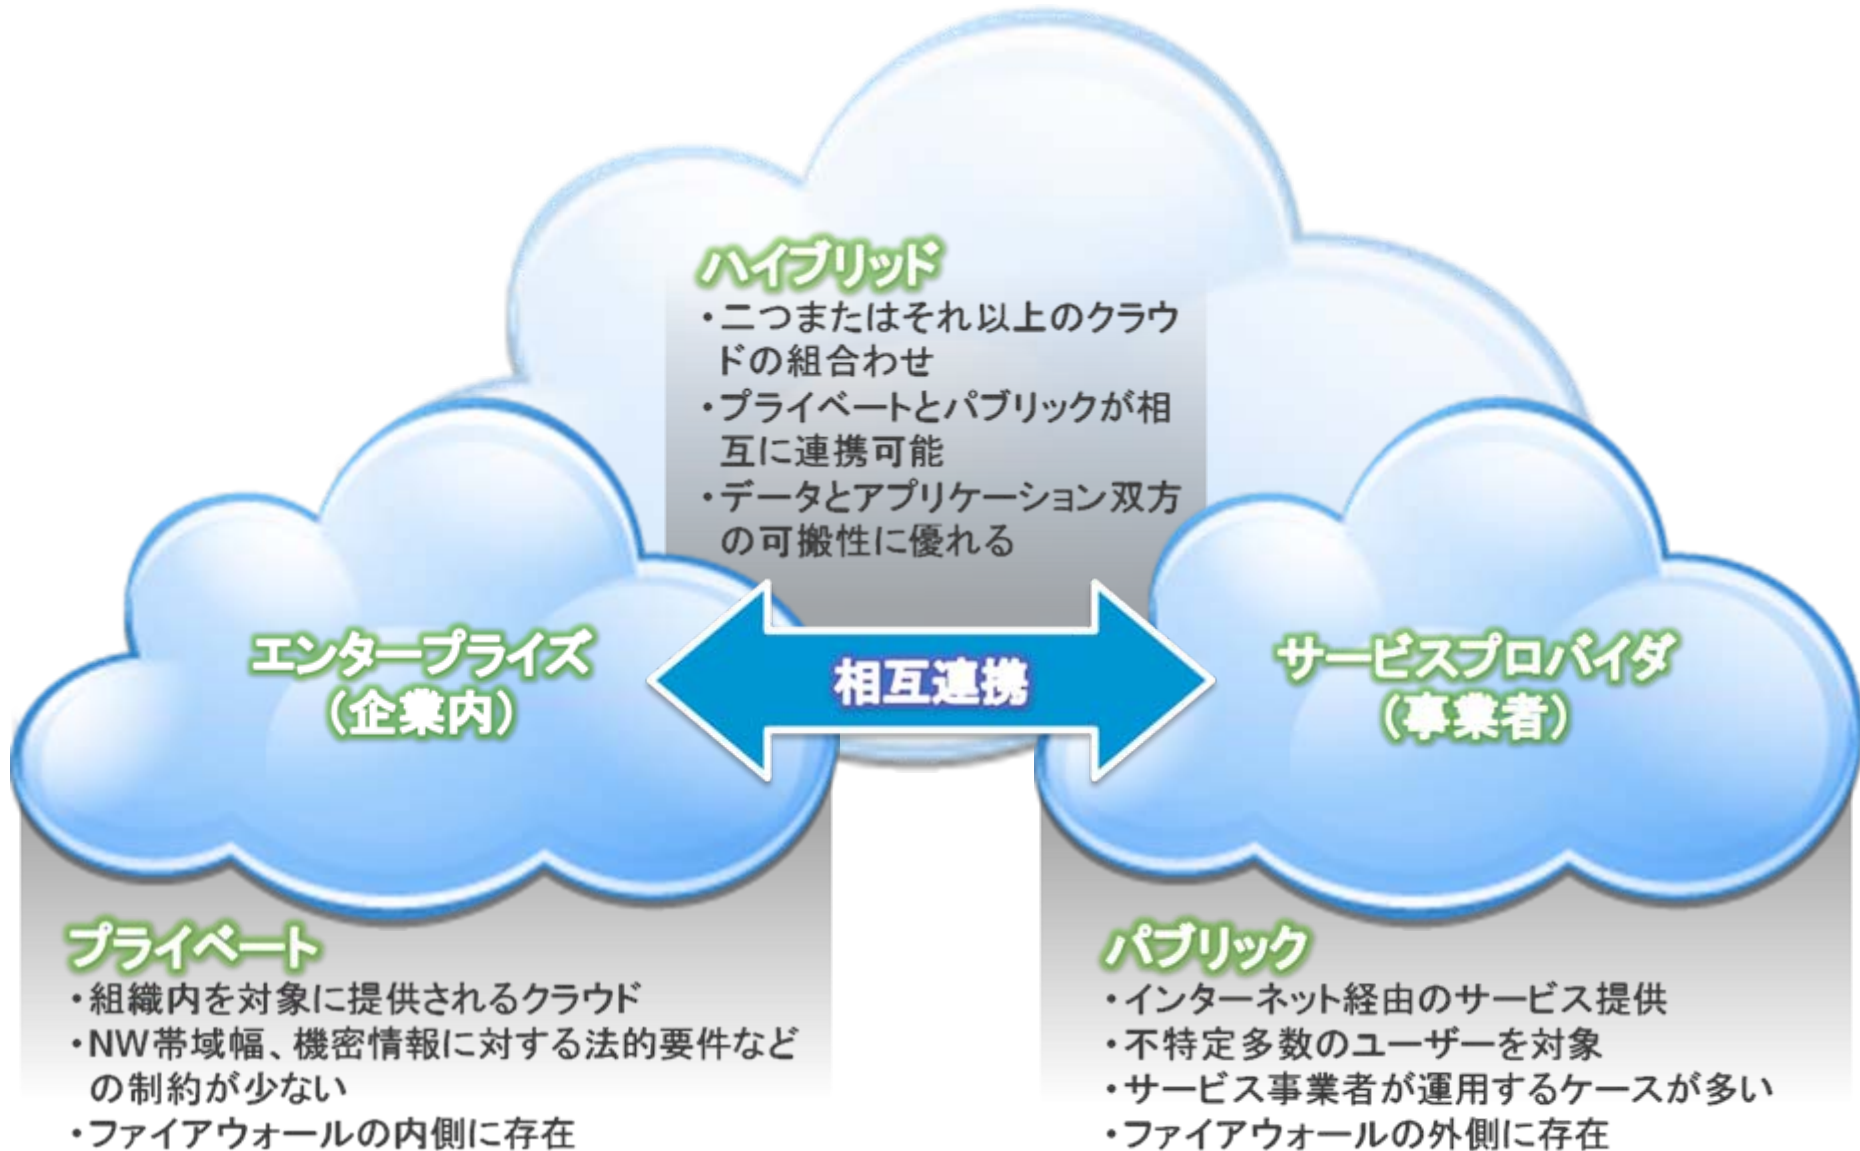 ハイブリッド
・二つまたはそれ以上のクラウ
ドの組合わせ
・プライベートとパブリックが相
互に連携可能
・データとアプリケーション双方
の可搬性に優れる
エンタープライズ
（企業内）
相互連携
サービスプロバイダ
（事業者）
プライベート
・組織内を対象に提供されるクラウド
・NW帯域幅、機密情報に対する法的要件など
の制約が少ない
・ファイアウォールの内側に存在
パブリック
・インターネット経由のサービス提供
・不特定多数のユーザーを対象
・サービス事業者が運用するケースが多い
・ファイアウォールの外側に存在